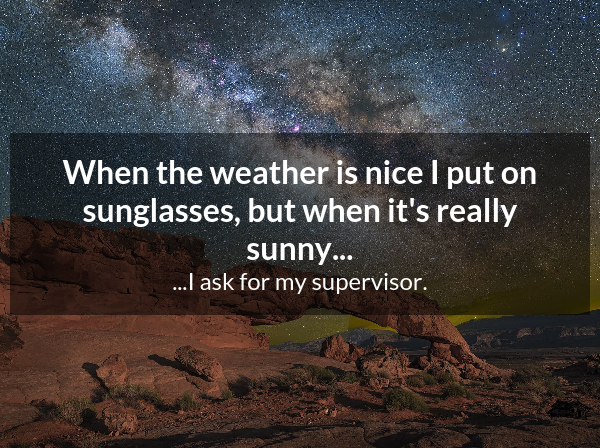 When the weather is nice I put on
sunglasses, but when it's really
sunny...
...I ask for my supervisor.